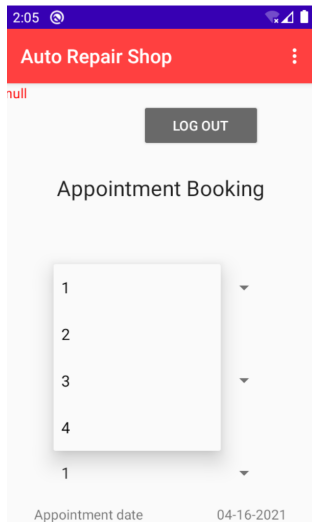 2:05
Auto Repair Shop
null
LOG OUT
Appointment Booking
1
2
3
4
1
Appointment date 04-16-2021